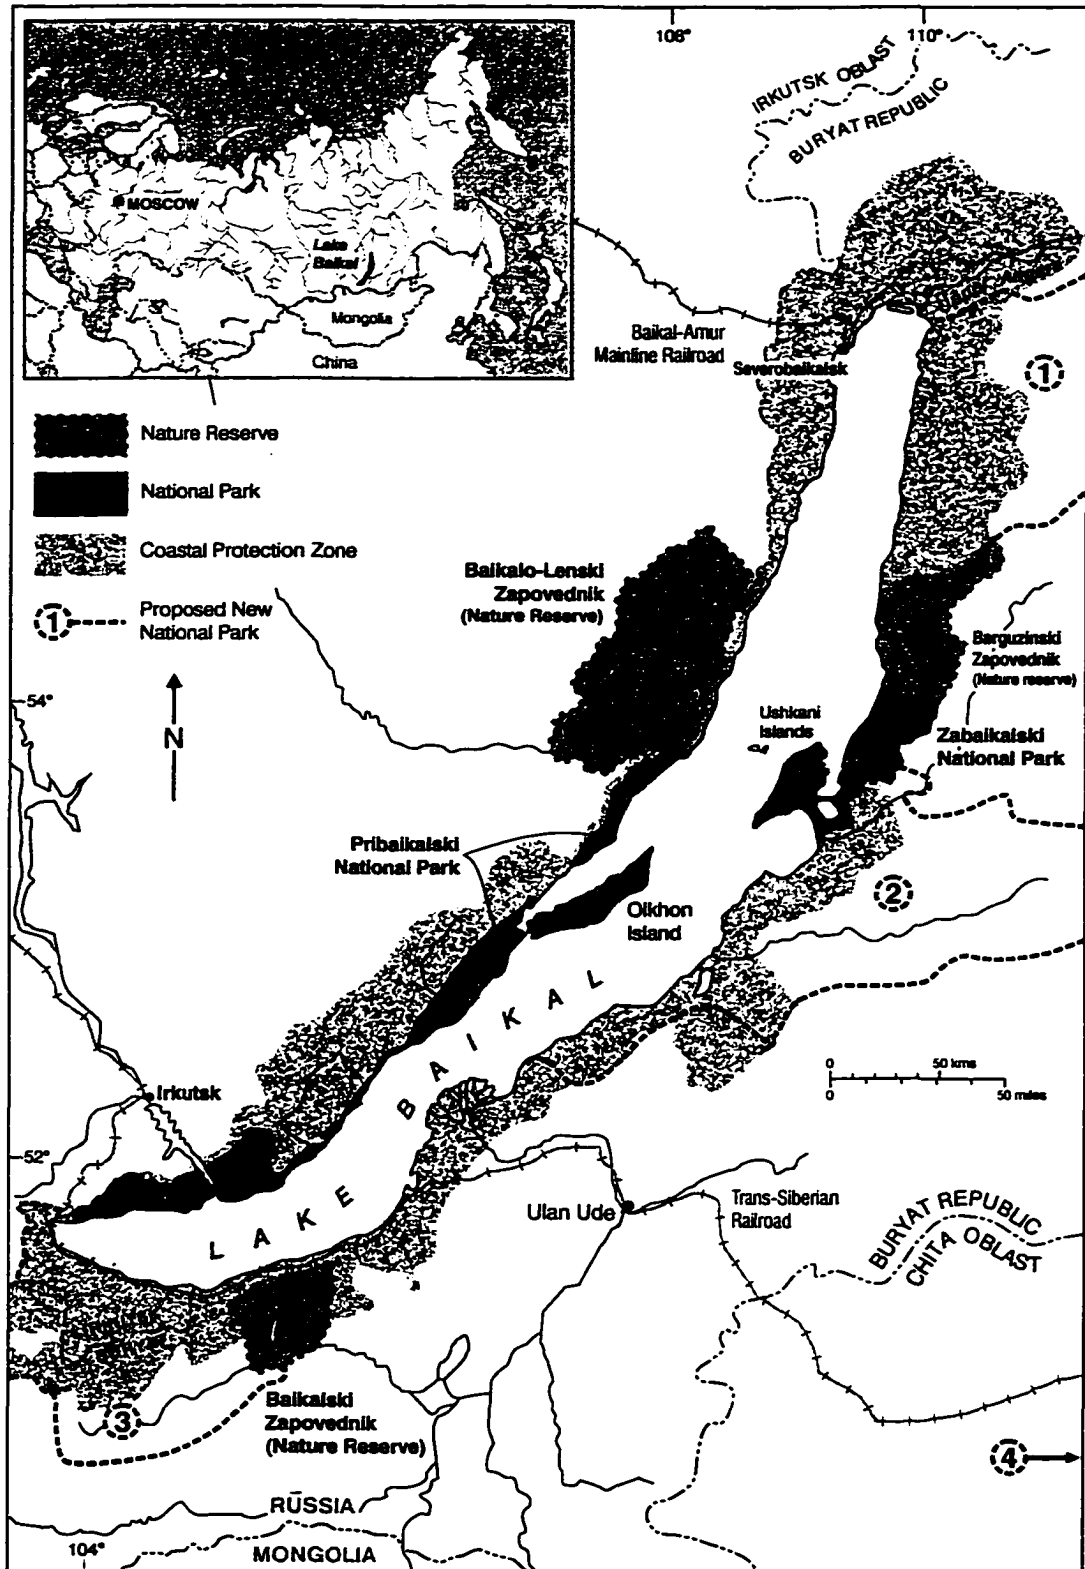 108°
110°
IRKUTSK OBLAST
BURYAT REPUBLIC
MOSCOW
Lake
Baikal
Mongolia
China
Baikal-Amur
Mainline Railroad
Severobaikalsk
1
Nature Reserve
National Park
Coastal Protection Zone
1
Proposed New
National Park
Baikalo-Lenski
Zapovednik
(Nature Reserve)
Barguzinski
Zapovednik
(Nature reserve)
54°
N
Ushkani
Islands
Zabaikalski
National Park
Pribaikalski
National Park
Olkhon
Island
2
LAKE BAIKAL
50 kms
0
0
50 miles
Irkutsk
52°
Ulan Ude
Trans-Siberian
Railroad
BURYAT REPUBLIC
CHITA OBLAST
3
Baikalski
Zapovednik
(Nature Reserve)
4
RUSSIA
MONGOLIA
104°